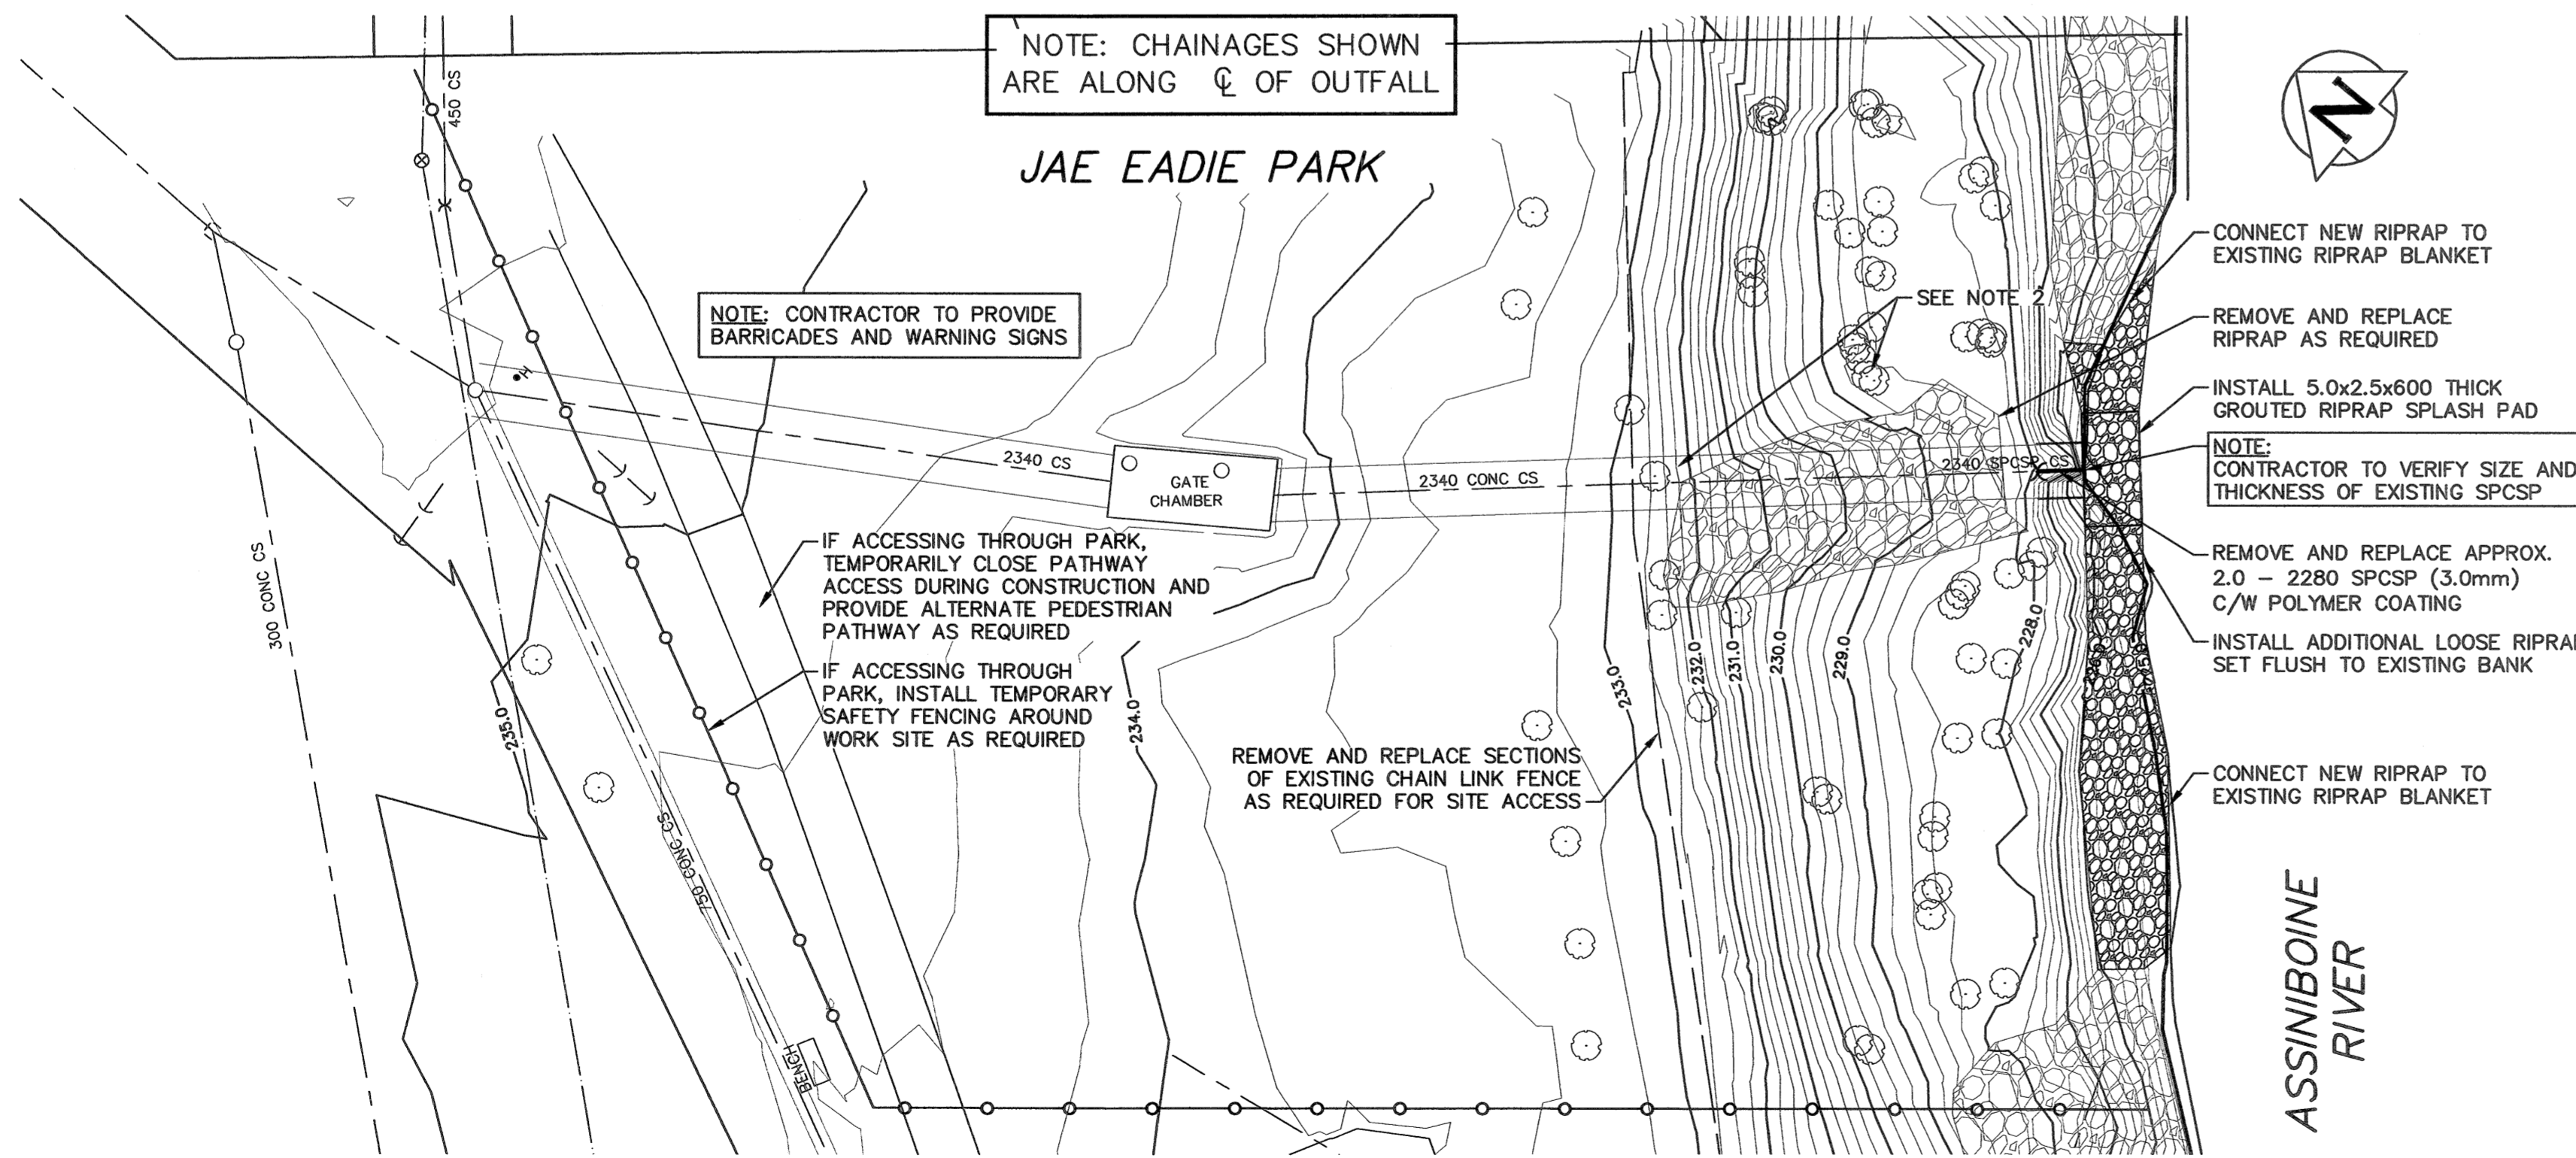 NOTE: CHAINAGES SHOWN
ARE ALONG ℄ OF OUTFALL
JAE EADIE PARK
N
450 CS
NOTE: CONTRACTOR TO PROVIDE
BARRICADES AND WARNING SIGNS
H
2340 CS
GATE
CHAMBER
2340 CONC CS
2340 SPCSP CS
SEE NOTE 2
CONNECT NEW RIPRAP TO
EXISTING RIPRAP BLANKET
REMOVE AND REPLACE
RIPRAP AS REQUIRED
INSTALL 5.0x2.5x600 THICK
GROUTED RIPRAP SPLASH PAD
NOTE:
CONTRACTOR TO VERIFY SIZE AND
THICKNESS OF EXISTING SPCSP
REMOVE AND REPLACE APPROX.
2.0 – 2280 SPCSP (3.0mm)
C/W POLYMER COATING
INSTALL ADDITIONAL LOOSE RIPRAP
SET FLUSH TO EXISTING BANK
CONNECT NEW RIPRAP TO
EXISTING RIPRAP BLANKET
IF ACCESSING THROUGH PARK,
TEMPORARILY CLOSE PATHWAY
ACCESS DURING CONSTRUCTION AND
PROVIDE ALTERNATE PEDESTRIAN
PATHWAY AS REQUIRED
IF ACCESSING THROUGH
PARK, INSTALL TEMPORARY
SAFETY FENCING AROUND
WORK SITE AS REQUIRED
REMOVE AND REPLACE SECTIONS
OF EXISTING CHAIN LINK FENCE
AS REQUIRED FOR SITE ACCESS
300 CONC CS
750 CONC CS
BENCH
235.0
234.0
233.0
232.0
231.0
230.0
229.0
228.0
ASSINIBOINE
RIVER